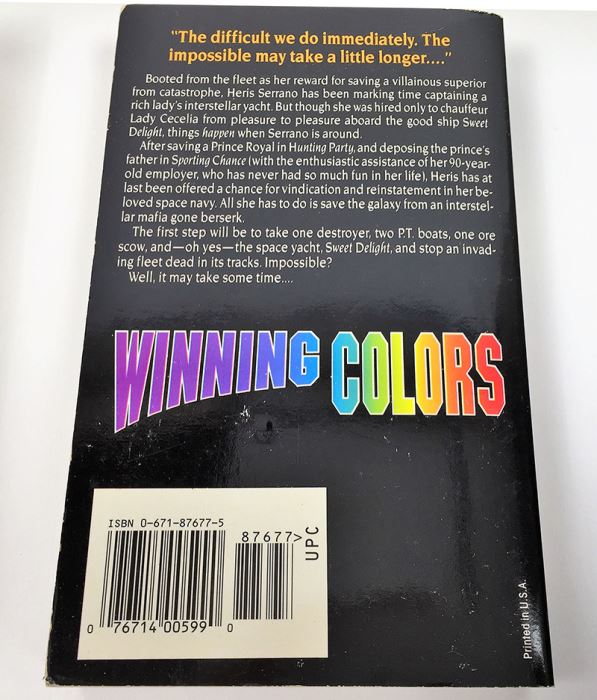 "The difficult we do immediately. The
impossible may take a little longer...."
Booted from the fleet as her reward for saving a villainous superior
from catastrophe, Heris Serrano has been marking time captaining a
rich lady's interstellar yacht. But though she was hired only to chauffeur
Lady Cecelia from pleasure to pleasure aboard the good ship Sweet
Delight, things happen when Serrano is around.
After saving a Prince Royal in Hunting Party, and deposing the prince's
father in Sporting Chance (with the enthusiastic assistance of her 90-year-
old employer, who has never had so much fun in her life), Heris has at
last been offered a chance for vindication and reinstatement in her be-
loved space navy. All she has to do is save the galaxy from an interstel-
lar mafia gone berserk.
The first step will be to take one destroyer, two P.T. boats, one ore
scow, and—oh yes—the space yacht, Sweet Delight, and stop an invad-
ing fleet dead in its tracks. Impossible?
Well, it may take some time....
WINNING COLORS
ISBN 0-671-87677-5
87677>
UPC
0 76714 00599 0
Printed in U.S.A.